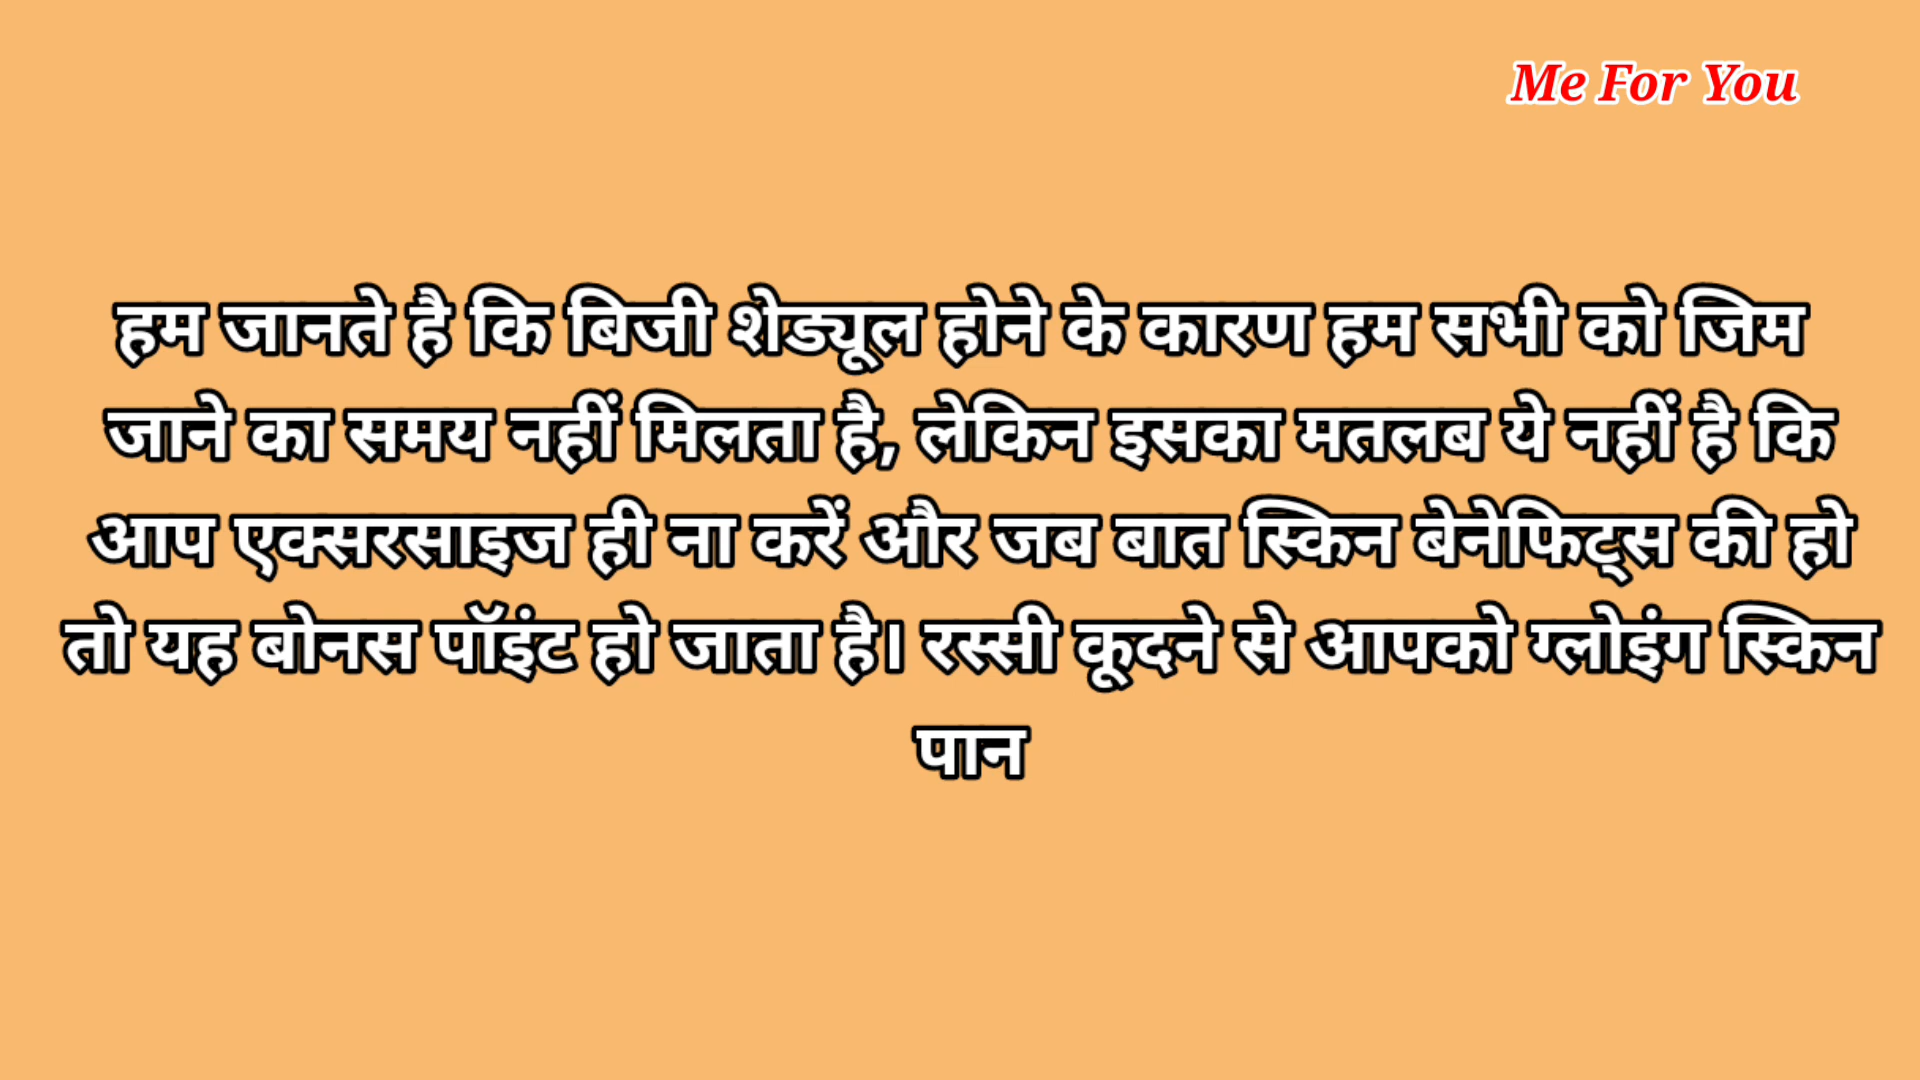 Me For You
हम जानते है कि बिजी शेड्यूल होने के कारण हम सभी को जिम
जाने का समय नहीं मिलता है, लेकिन इसका मतलब ये नहीं है कि
आप एक्सरसाइज ही ना करें और जब बात स्किन बेनेफिट्स की हो
तो यह बोनस पॉइंट हो जाता है। रस्सी कूदने से आपको ग्लोइंग स्किन
पान